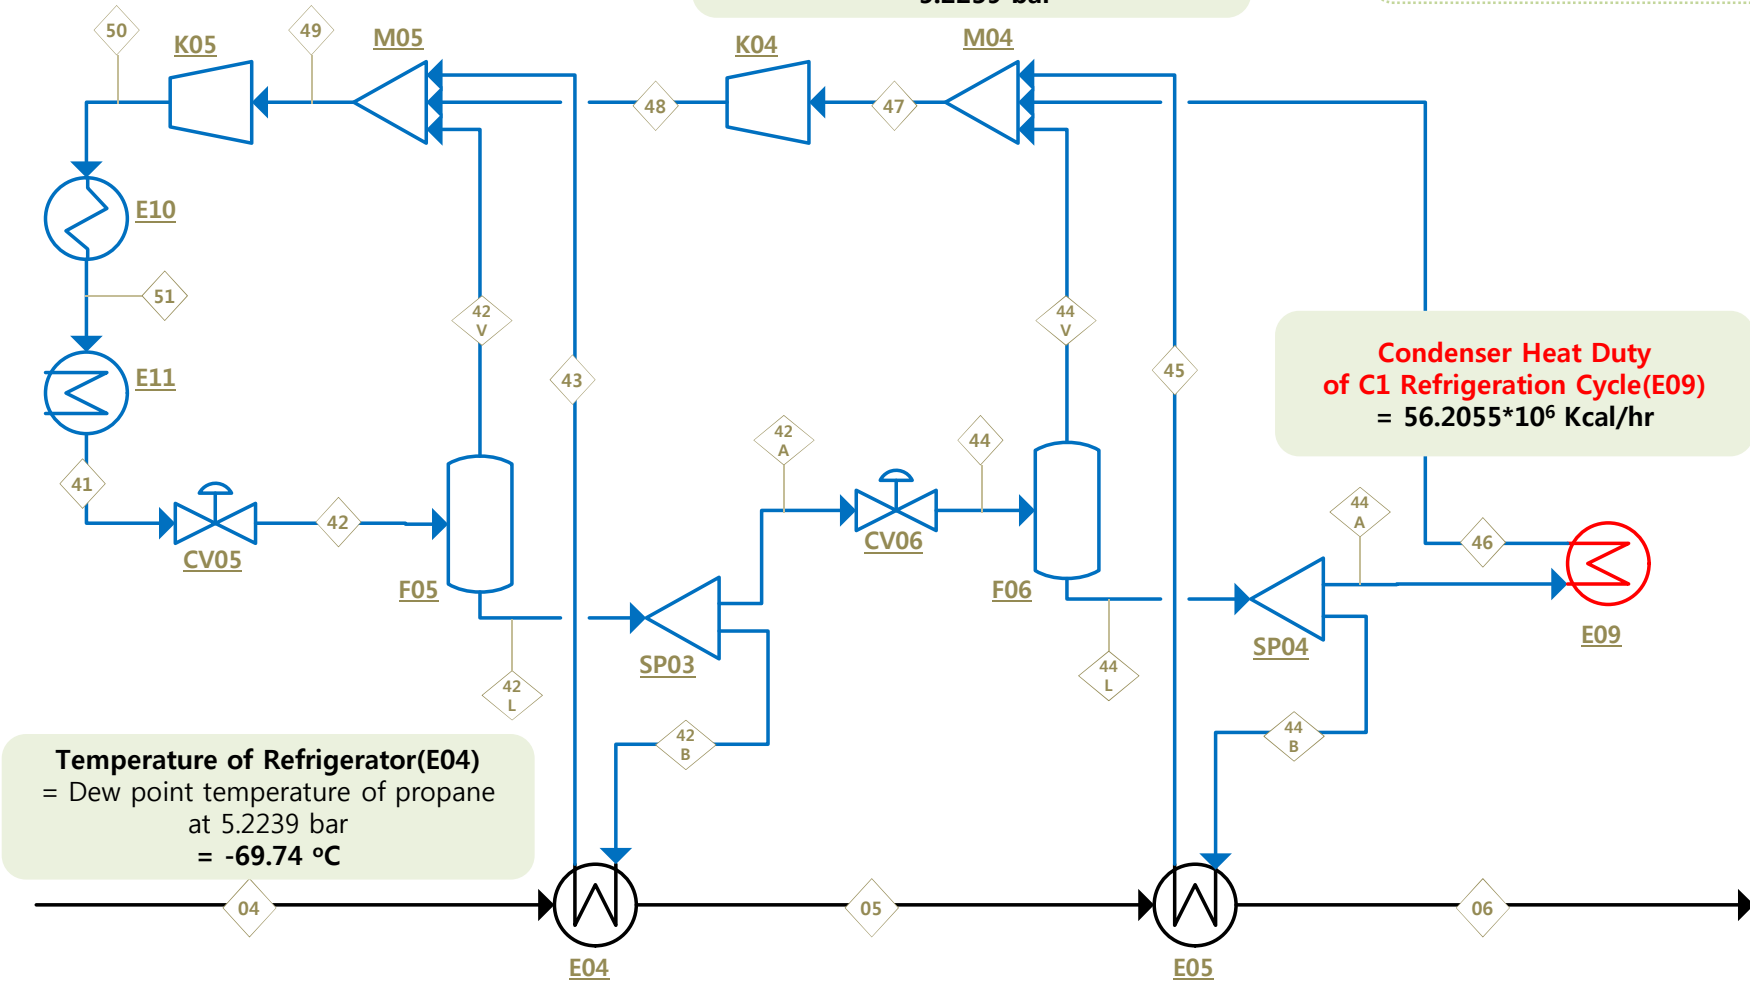 5.2239 bar
50
49
K05
M05
K04
M04
48
47
E10
51
42
V
44
V
E11
43
45
Condenser Heat Duty
of C1 Refrigeration Cycle(E09)
= 56.2055*10⁶ Kcal/hr
42
A
44
41
42
CV05
CV06
44
A
46
F05
F06
SP03
SP04
E09
42
L
44
L
42
B
44
B
Temperature of Refrigerator(E04)
= Dew point temperature of propane
at 5.2239 bar
= -69.74 ºC
04
05
06
E04
E05